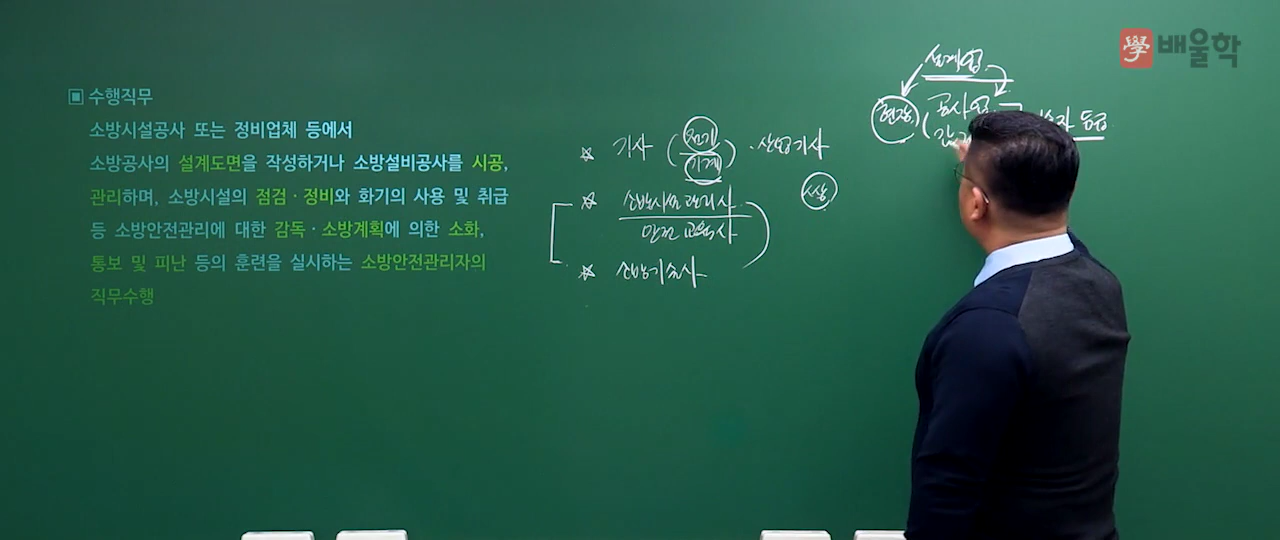 學 배울학
▣ 수행직무
소방시설공사 또는 정비업체 등에서
소방공사의 설계도면을 작성하거나 소방설비공사를 시공,
관리하며, 소방시설의 점검 · 정비와 화기의 사용 및 취급
등 소방안전관리에 대한 감독 · 소방계획에 의한 소화,
통보 및 피난 등의 훈련을 실시하는 소방안전관리자의
직무수행
기사 ( 전기
기계 ) · 산업기사
소방시설관리사
안전교육사
소방기술사
설계업
현장 ( 공사업
등급